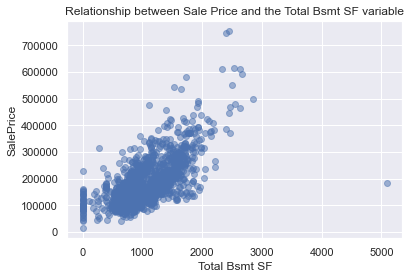 Relationship between Sale Price and the Total Bsmt SF variable
700000
600000
500000
400000
300000
200000
100000
0
SalePrice
0 1000 2000 3000 4000 5000
Total Bsmt SF